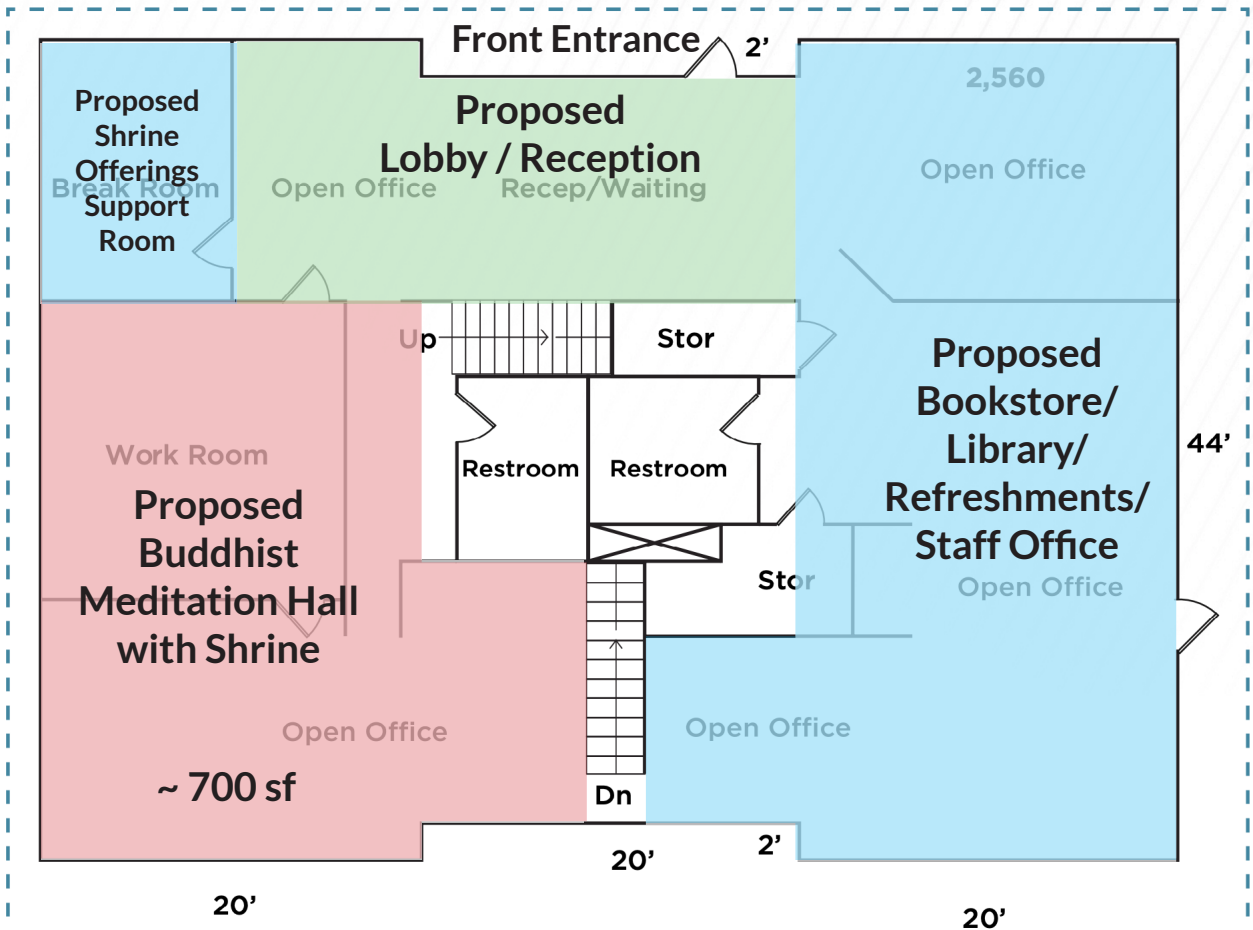 Front Entrance
2’
2,560
Proposed
Shrine
Offerings
Support
Room
Break Room
Proposed
Lobby / Reception
Open Office
Recep/Waiting
Open Office
Up
Stor
Proposed
Bookstore/
Library/
Refreshments/
Staff Office
44’
Work Room
Restroom
Restroom
Proposed
Buddhist
Meditation Hall
with Shrine
Stor
Open Office
Open Office
Open Office
~ 700 sf
Dn
2’
20’
20’
20’